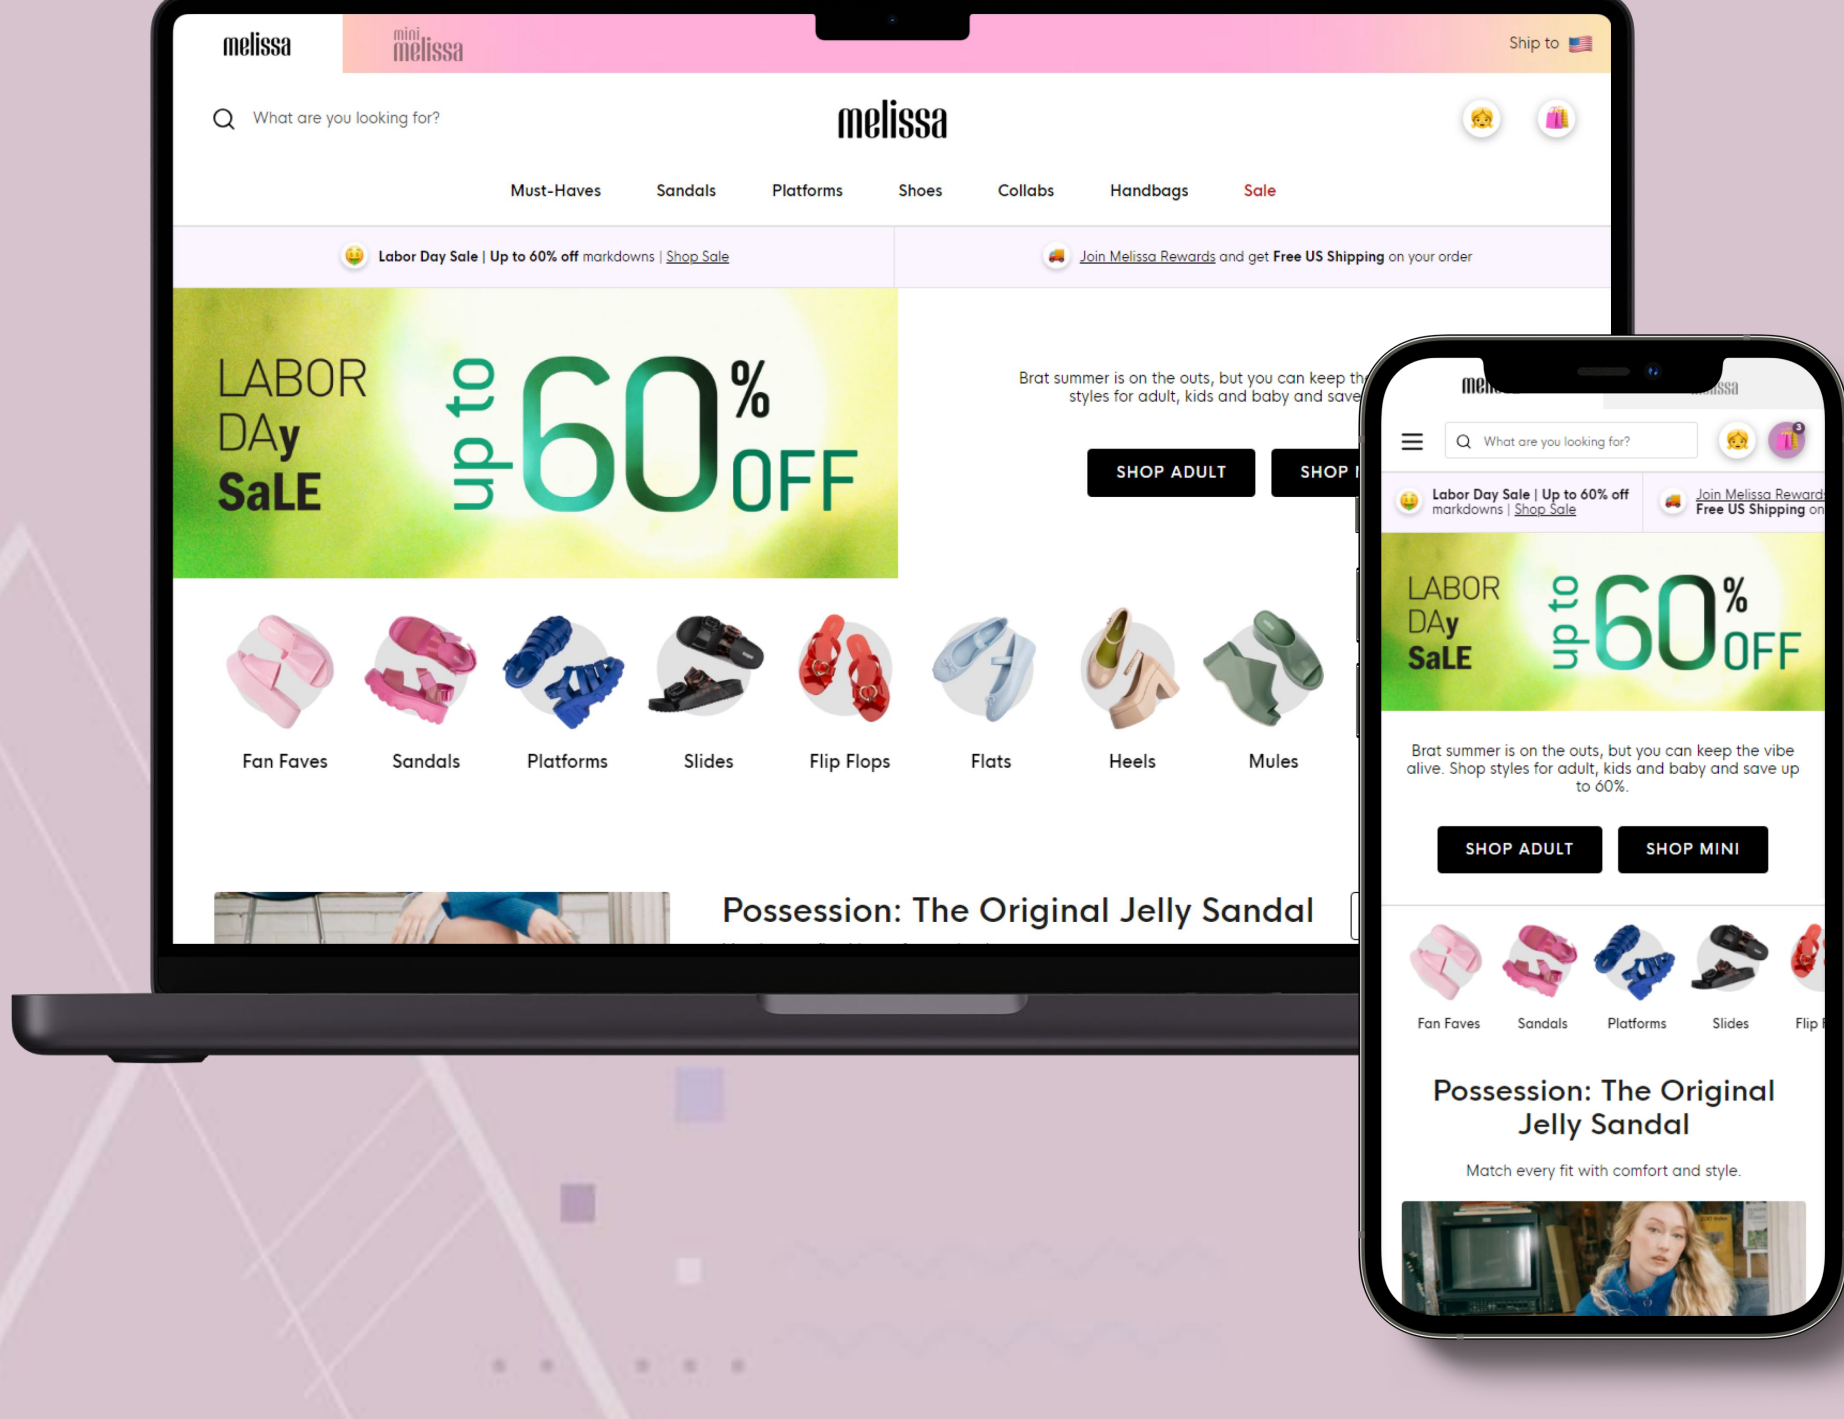 melissa
mini
melissa
Ship to
What are you looking for?
melissa
Must-Haves Sandals Platforms Shoes Collabs Handbags Sale
Labor Day Sale | Up to 60% off markdowns | Shop Sale
Join Melissa Rewards and get Free US Shipping on your order
LABOR
DAy
SaLE
up to
60%
OFF
Brat summer is on the outs, but you can keep
styles for adult, kids and baby and save
SHOP ADULT
SHOP
Fan Faves Sandals Platforms Slides Flip Flops Flats Heels Mules
Possession: The Original Jelly Sandal
What are you looking for?
3
Labor Day Sale | Up to 60% off
markdowns | Shop Sale
Join Melissa
Free US Shipping on
LABOR
DAy
SaLE
up to
60%
OFF
Brat summer is on the outs, but you can keep the vibe
alive. Shop styles for adult, kids and baby and save up
to 60%.
SHOP ADULT
SHOP MINI
Fan Faves Sandals Platforms Slides Flip
Possession: The Original
Jelly Sandal
Match every fit with comfort and style.